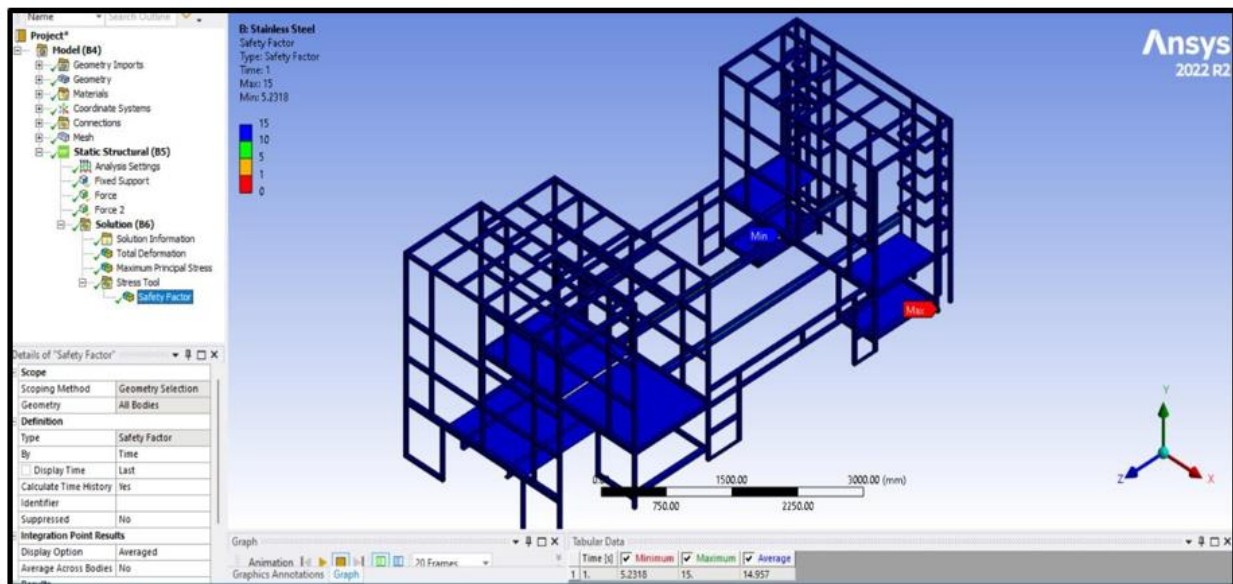 Name
Search Outline
Project*
Model (B4)
Geometry Imports
Geometry
Materials
Coordinate Systems
Connections
Mesh
Static Structural (B5)
Analysis Settings
Fixed Support
Force
Force 2
Solution (B6)
Solution Information
Total Deformation
Maximum Principal Stress
Stress Tool
Safety Factor
Details of "Safety Factor"
Scope
Scoping Method Geometry Selection
Geometry All Bodies
Definition
Type Safety Factor
By Time
Display Time Last
Calculate Time History Yes
Identifier
Suppressed No
Integration Point Results
Display Option Averaged
Average Across Bodies No
B: Stainless Steel
Safety Factor
Type: Safety Factor
Time: 1
Max: 15
Min: 5.2318
15
10
5
1
0
Ansys
2022 R2
Min
Max
0.00 1500.00 3000.00 (mm)
750.00 2250.00
Y
Z
X
Graph
Animation 20 Frames
Graphics Annotations Graph
Tabular Data
Time [s] Minimum Maximum Average
1 1. 5.2318 15. 14.957